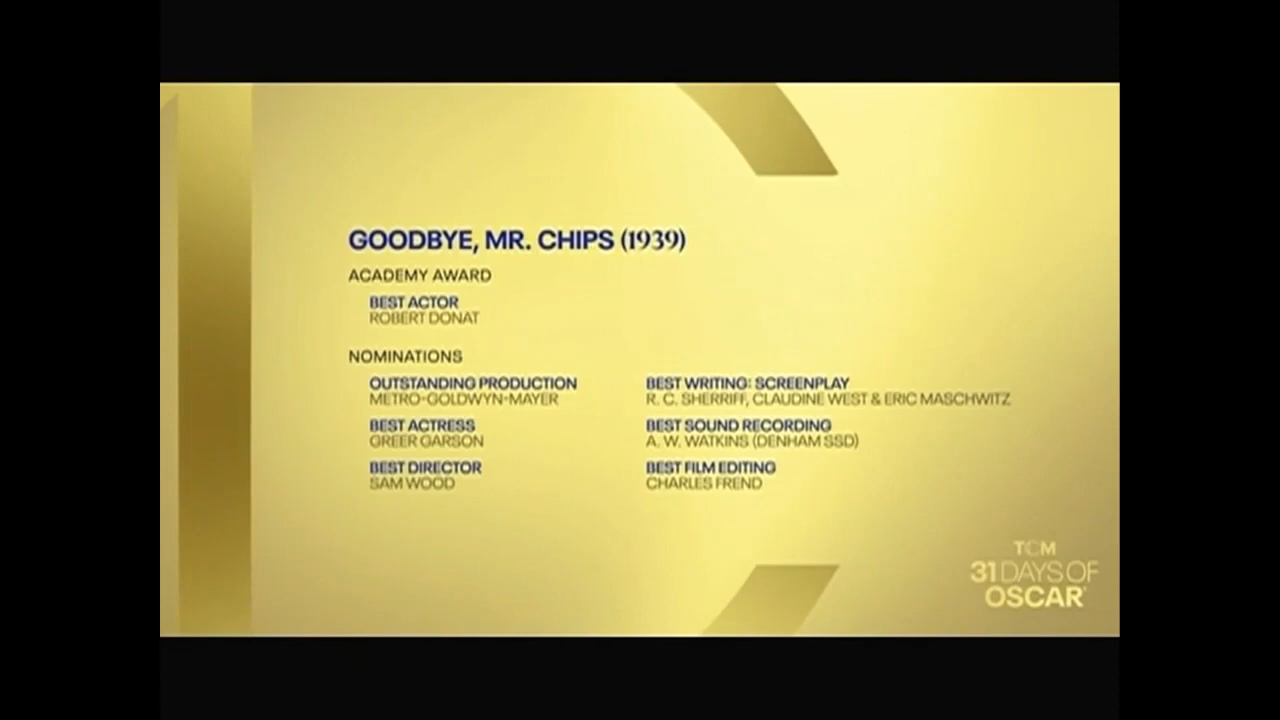 GOODBYE, MR. CHIPS (1939)
ACADEMY AWARD
BEST ACTOR
ROBERT DONAT
NOMINATIONS
OUTSTANDING PRODUCTION
METRO-GOLDWYN-MAYER
BEST ACTRESS
GREER GARSON
BEST DIRECTOR
SAM WOOD
BEST WRITING: SCREENPLAY
R. C. SHERRIFF, CLAUDINE WEST & ERIC MASCHWITZ
BEST SOUND RECORDING
A. W. WATKINS (DENHAM SSD)
BEST FILM EDITING
CHARLES FREND
TCM
31 DAYS OF
OSCAR